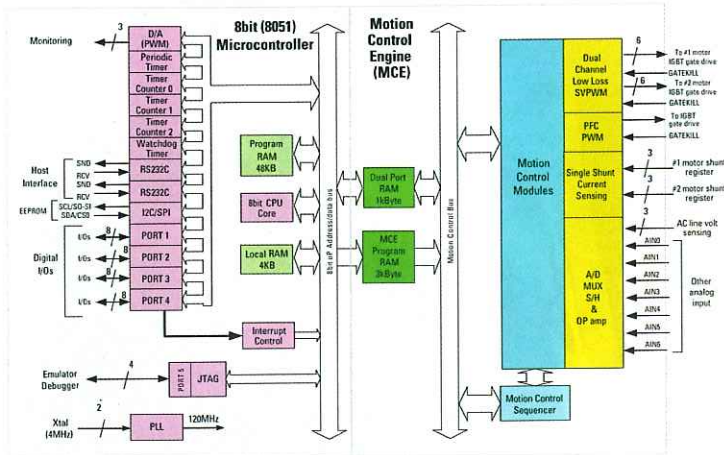 8bit (8051)
Microcontroller
Motion
Control
Engine
(MCE)
Monitoring
3
D/A
(PWM)
Periodic
Timer
Timer
Counter 0
Timer
Counter 1
Timer
Counter 2
Watchdog
Timer
Host
Interface
SND
RCV
RS232C
SND
RCV
RS232C
EEPROM
SCL/SO-SI
SDA/CS0
I2C/SPI
Digital
I/Os
I/Os
8
PORT 1
I/Os
8
PORT 2
I/Os
8
PORT 3
I/Os
8
PORT 4
Interrupt
Control
Emulator
Debugger
4
PORT 5
JTAG
Xtal
(4MHz)
2
PLL
120MHz
Program
RAM
48KB
8bit CPU
Core
Local RAM
4KB
8bit uP Address/data bus
Dual Port
RAM
1kByte
MCE
Program
RAM
3kByte
Motion Control Bus
Motion
Control
Modules
Motion Control
Sequencer
Dual
Channel
Low Loss
SVPWM
PFC
PWM
Single Shunt
Current
Sensing
A/D
MUX
S/H
&
OP amp
6
To #1 motor
IGBT gate drive
GATEKILL
6
To #2 motor
IGBT gate drive
GATEKILL
To IGBT
gate drive
GATEKILL
3
#1 motor shunt
register
3
#2 motor shunt
register
3
AC line volt
sensing
AIN0
AIN1
AIN2
AIN3
AIN4
AIN5
AIN6
Other
analog
input